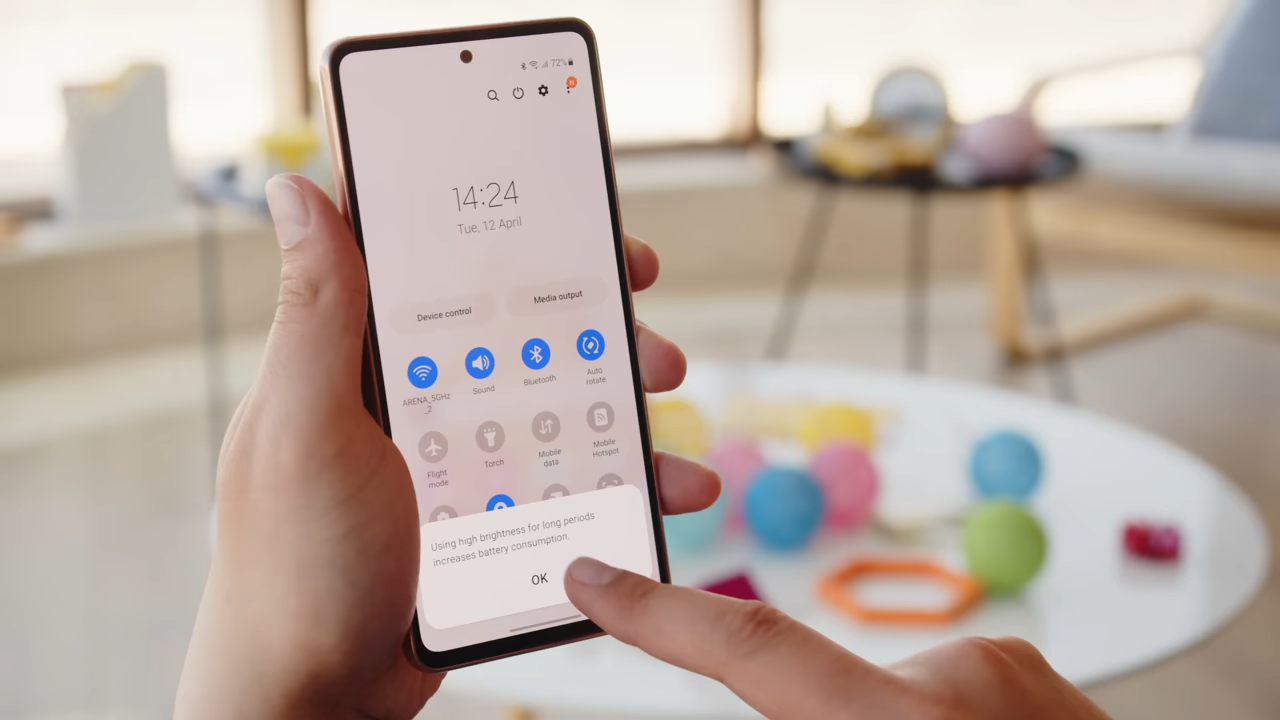 72%
N
14:24
Tue, 12 April
Device control
Media output
ARENA_5GHz
_2
Sound
Bluetooth
Auto
rotate
Flight
mode
Torch
Mobile
data
Mobile
Hotspot
Using high brightness for long periods
increases battery consumption.
OK